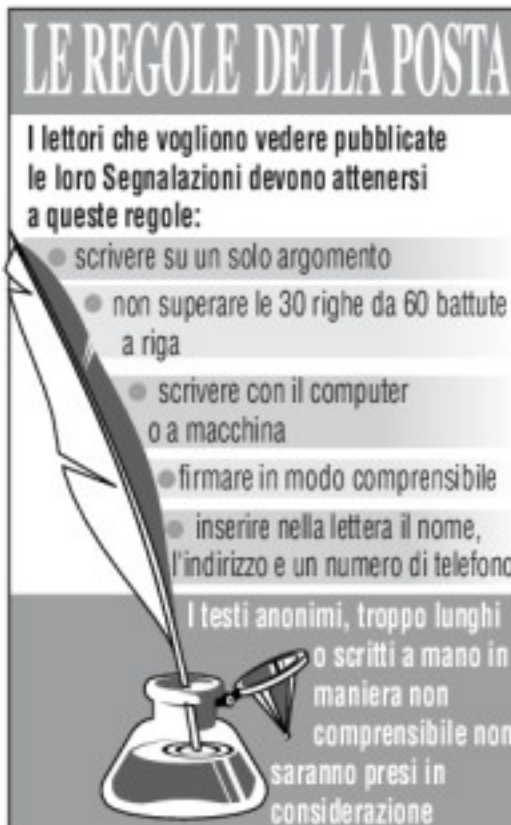 LE REGOLE DELLA POSTA
I lettori che vogliono vedere pubblicate
le loro Segnalazioni devono attenersi
a queste regole:
● scrivere su un solo argomento
● non superare le 30 righe da 60 battute
a riga
● scrivere con il computer
o a macchina
● firmare in modo comprensibile
● inserire nella lettera il nome,
l'indirizzo e un numero di telefono
I testi anonimi, troppo lunghi
o scritti a mano in
maniera non
comprensibile non
saranno presi in
considerazione